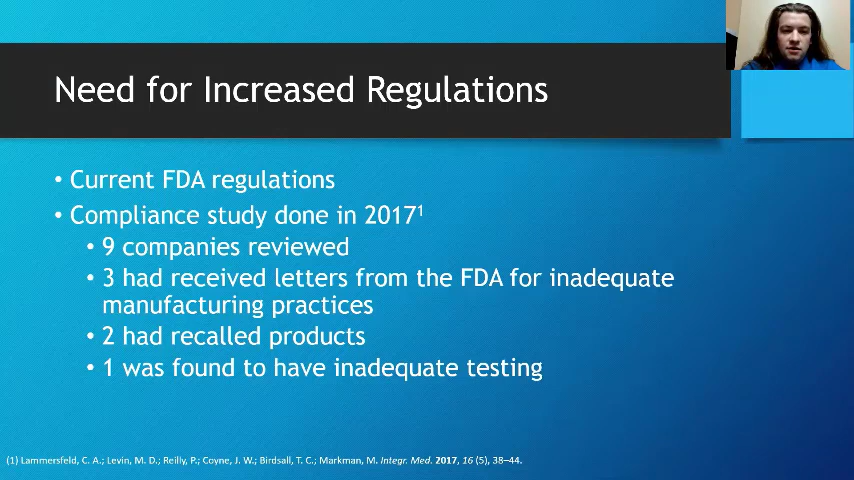 Need for Increased Regulations
• Current FDA regulations
• Compliance study done in 2017¹
• 9 companies reviewed
• 3 had received letters from the FDA for inadequate
manufacturing practices
• 2 had recalled products
• 1 was found to have inadequate testing
(1) Lammersfeld, C. A.; Levin, M. D.; Reilly, P.; Coyne, J. W.; Birdsall, T. C.; Markman, M. Integr. Med. 2017, 16 (5), 38–44.